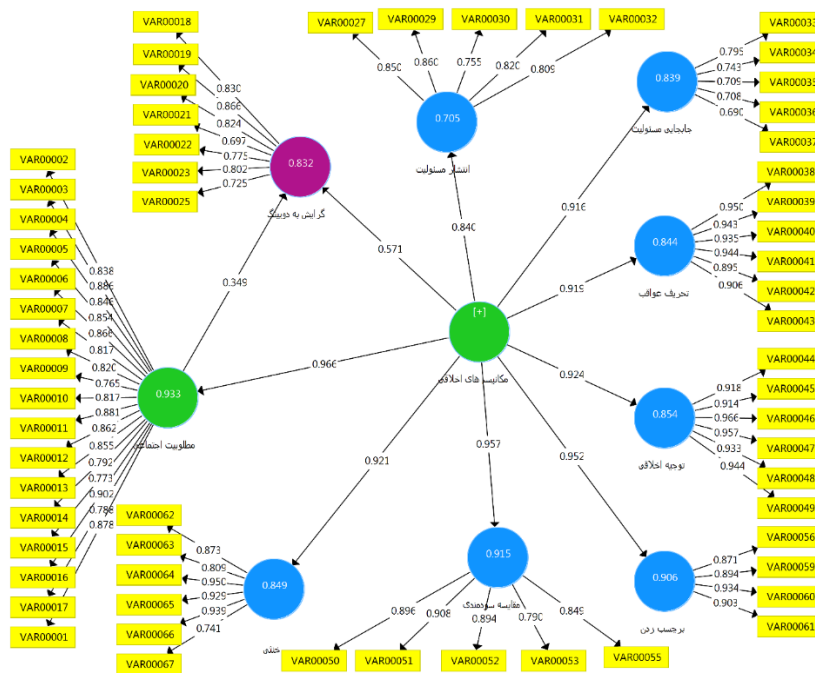 VAR00018
VAR00019
VAR00020
VAR00021
VAR00022
VAR00023
VAR00025
0.830
0.866
0.824
0.697
0.775
0.802
0.725
0.832
گرایش به دوپینگ
VAR00027
VAR00029
VAR00030
VAR00031
VAR00032
0.850
0.860
0.755
0.820
0.809
0.705
انتشار مسئولیت
VAR00033
VAR00034
VAR00035
VAR00036
VAR00037
0.795
0.743
0.709
0.708
0.690
0.839
جابجایی مسئولیت
VAR00038
VAR00039
VAR00040
VAR00041
VAR00042
VAR00043
0.950
0.943
0.935
0.944
0.895
0.906
0.844
تحریف عواقب
VAR00002
VAR00003
VAR00004
VAR00005
VAR00006
VAR00007
VAR00008
VAR00009
VAR00010
VAR00011
VAR00012
VAR00013
VAR00014
VAR00015
VAR00016
VAR00017
VAR00001
0.838
0.886
0.846
0.854
0.866
0.817
0.820
0.765
0.817
0.881
0.862
0.855
0.792
0.773
0.902
0.788
0.878
0.933
مطلوبیت اجتماعی
0.349
0.571
0.840
0.916
0.919
0.966
0.924
0.921
0.957
0.952
[+]
مکانیسم های اخلاقی
VAR00044
VAR00045
VAR00046
VAR00047
VAR00048
VAR00049
0.918
0.914
0.966
0.957
0.933
0.944
0.854
توجیه اخلاقی
VAR00062
VAR00063
VAR00064
VAR00065
VAR00066
VAR00067
0.873
0.809
0.950
0.929
0.939
0.741
0.849
خنثی
0.915
مقایسه سودمندی
0.896
0.908
0.894
0.790
0.849
VAR00050
VAR00051
VAR00052
VAR00053
VAR00055
VAR00056
VAR00059
VAR00060
VAR00061
0.871
0.894
0.934
0.903
0.906
برچسب زدن